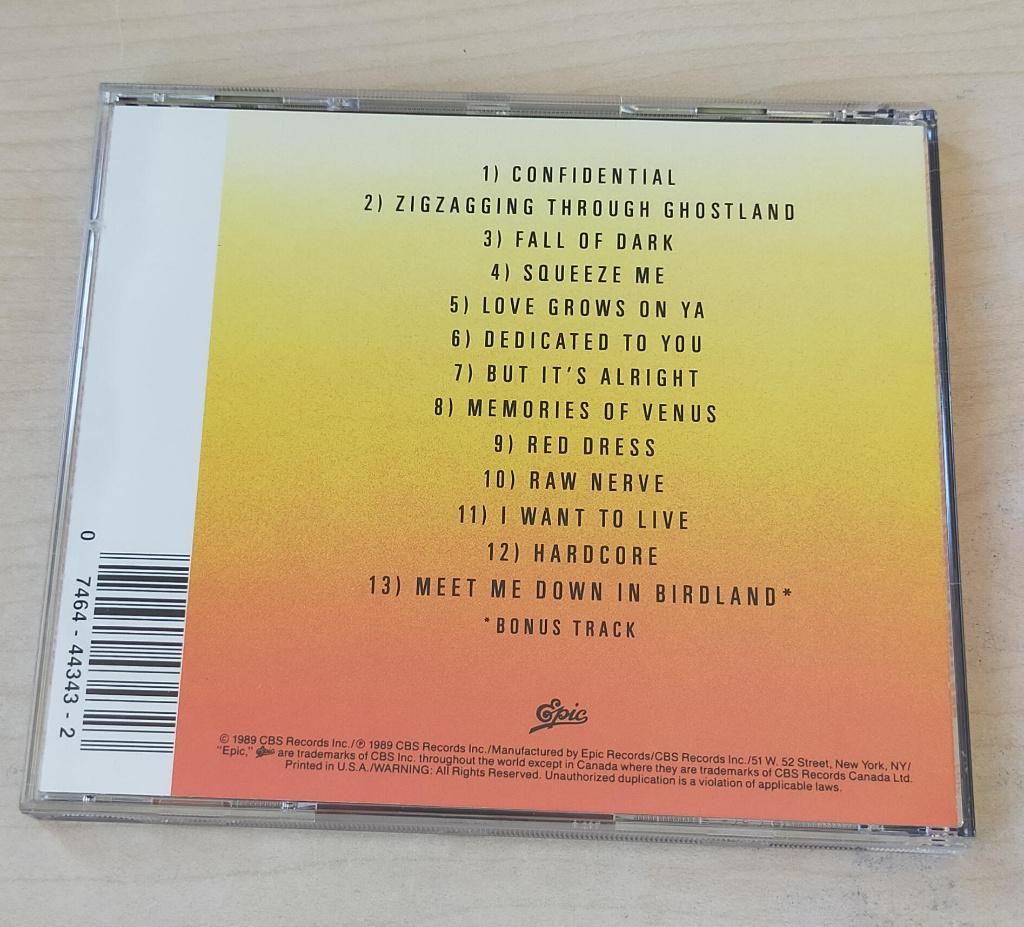 1) CONFIDENTIAL
2) ZIGZAGGING THROUGH GHOSTLAND
3) FALL OF DARK
4) SQUEEZE ME
5) LOVE GROWS ON YA
6) DEDICATED TO YOU
7) BUT IT'S ALRIGHT
8) MEMORIES OF VENUS
9) RED DRESS
10) RAW NERVE
11) I WANT TO LIVE
12) HARDCORE
13) MEET ME DOWN IN BIRDLAND*
*BONUS TRACK
0 7464-44343-2
Epic
© 1989 CBS Records Inc./℗ 1989 CBS Records Inc./Manufactured by Epic Records/CBS Records Inc./51 W. 52 Street, New York, NY/
"Epic," Epic are trademarks of CBS Inc. throughout the world except in Canada where they are trademarks of CBS Records Canada Ltd.
Printed in U.S.A./WARNING: All Rights Reserved. Unauthorized duplication is a violation of applicable laws.